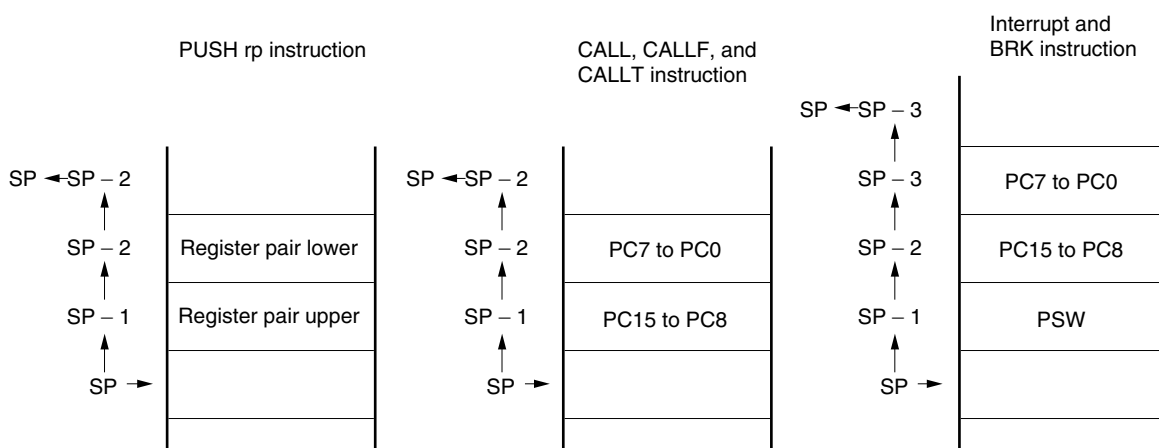 PUSH rp instruction
SP ← SP – 2
SP – 2
Register pair lower
SP – 1
Register pair upper
SP
CALL, CALLF, and
CALLT instruction
SP ← SP – 2
SP – 2
PC7 to PC0
SP – 1
PC15 to PC8
SP
Interrupt and
BRK instruction
SP ← SP – 3
SP – 3
PC7 to PC0
SP – 2
PC15 to PC8
SP – 1
PSW
SP